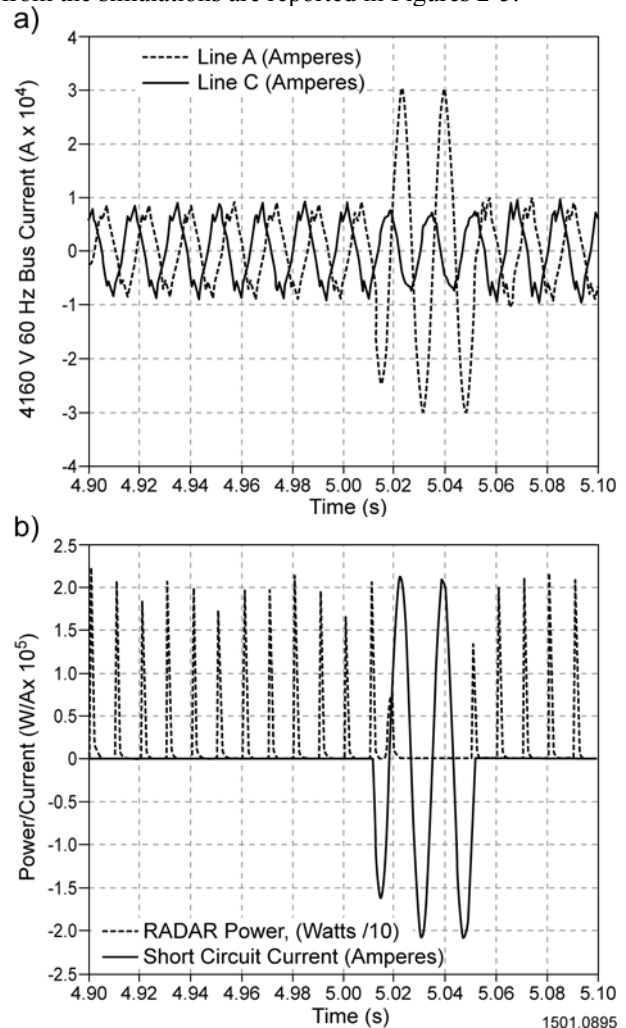 from the simulations are reported in Figures 2-5.
a)
Line A (Amperes)
Line C (Amperes)
4160 V 60 Hz Bus Current (A x 10⁴)
4
3
2
1
0
-1
-2
-3
-4
4.90 4.92 4.94 4.96 4.98 5.00 5.02 5.04 5.06 5.08 5.10
Time (s)
b)
Power/Current (W/Ax 10⁵)
2.5
2.0
1.5
1.0
0.5
0
-0.5
-1.0
-1.5
-2.0
-2.5
RADAR Power, (Watts /10)
Short Circuit Current (Amperes)
4.90 4.92 4.94 4.96 4.98 5.00 5.02 5.04 5.06 5.08 5.10
Time (s)
1501.0895